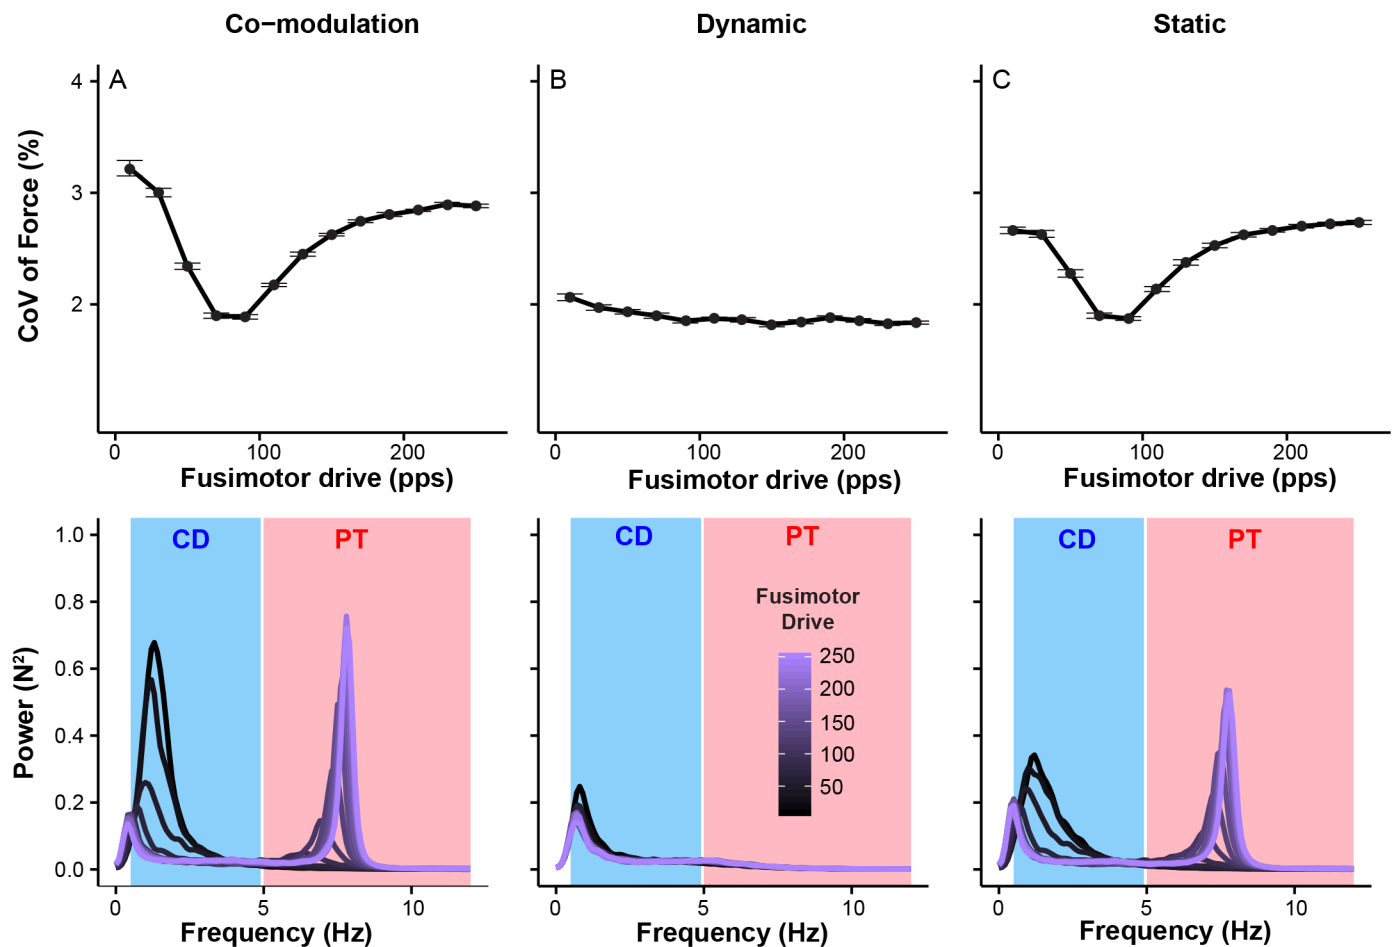 Co−modulation Dynamic Static
A B C
CoV of Force (%)
4
3
2
0 100 200 0 100 200 0 100 200
Fusimotor drive (pps) Fusimotor drive (pps) Fusimotor drive (pps)
CD PT CD PT CD PT
Power (N²)
1.0
0.8
0.6
0.4
0.2
0.0
Fusimotor
Drive
250
200
150
100
50
0 5 10 0 5 10 0 5 10
Frequency (Hz) Frequency (Hz) Frequency (Hz)